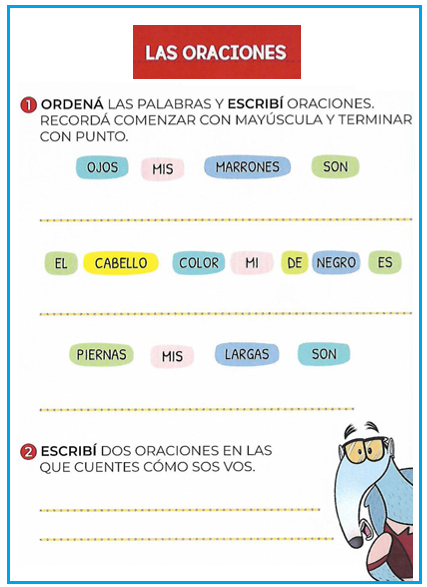 LAS ORACIONES
1 ORDENÁ LAS PALABRAS Y ESCRIBÍ ORACIONES.
RECORDÁ COMENZAR CON MAYÚSCULA Y TERMINAR
CON PUNTO.
OJOS MIS MARRONES SON
EL CABELLO COLOR MI DE NEGRO ES
PIERNAS MIS LARGAS SON
2 ESCRIBÍ DOS ORACIONES EN LAS
QUE CUENTES CÓMO SOS VOS.